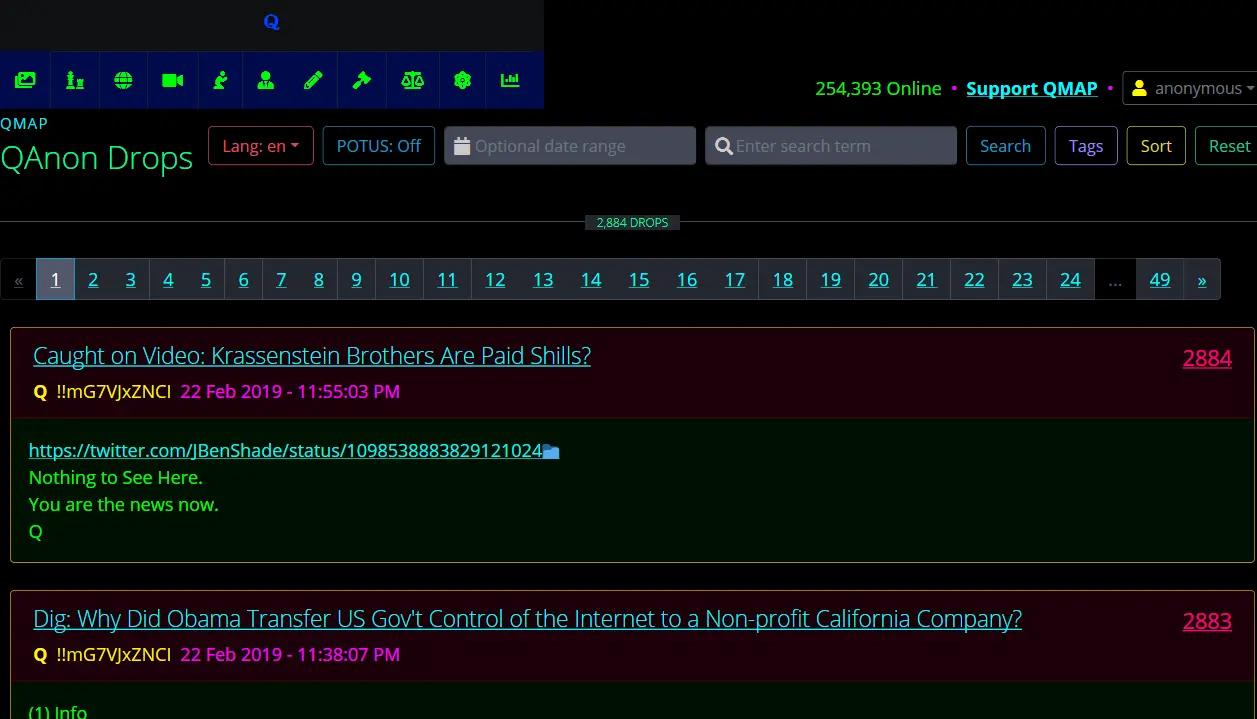 Q
254,393 Online • Support QMAP • anonymous
QMAP
QAnon Drops
Lang: en POTUS: Off Optional date range Enter search term Search Tags Sort Reset
2,884 DROPS
« 1 2 3 4 5 6 7 8 9 10 11 12 13 14 15 16 17 18 19 20 21 22 23 24 ... 49 »
Caught on Video: Krassenstein Brothers Are Paid Shills? 2884
Q !!mG7VJxZNCI 22 Feb 2019 - 11:55:03 PM
https://twitter.com/JBenShade/status/1098538883829121024
Nothing to See Here.
You are the news now.
Q
Dig: Why Did Obama Transfer US Gov't Control of the Internet to a Non-profit California Company? 2883
Q !!mG7VJxZNCI 22 Feb 2019 - 11:38:07 PM
(1) Info